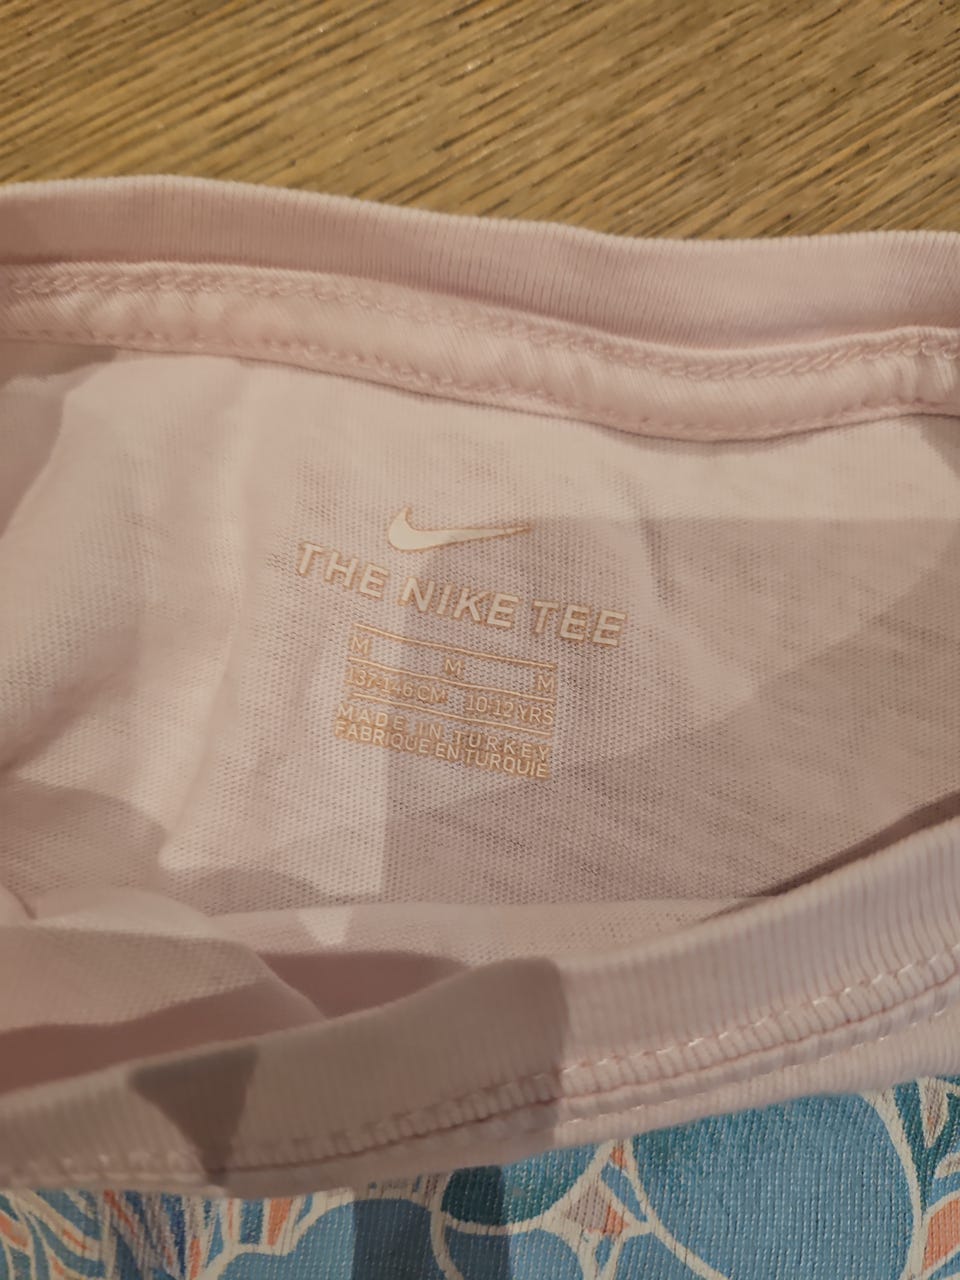 THE NIKE TEE
M M M
137-146 CM 10-12 YRS
MADE IN TURKEY
FABRIQUE EN TURQUIE